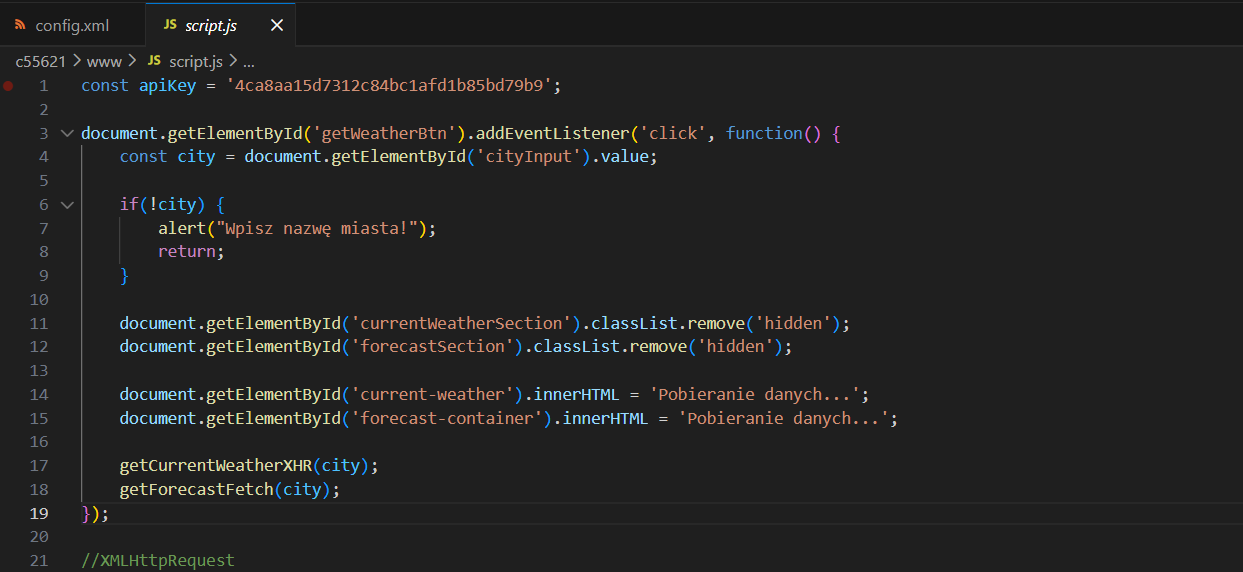 config.xml JS script.js
c55621 > www > JS script.js > ...
1 const apiKey = '4ca8aa15d7312c84bc1afd1b85bd79b9';
2
3 document.getElementById('getWeatherBtn').addEventListener('click', function() {
4 const city = document.getElementById('cityInput').value;
5
6 if(!city) {
7 alert("Wpisz nazwę miasta!");
8 return;
9 }
10
11 document.getElementById('currentWeatherSection').classList.remove('hidden');
12 document.getElementById('forecastSection').classList.remove('hidden');
13
14 document.getElementById('current-weather').innerHTML = 'Pobieranie danych...';
15 document.getElementById('forecast-container').innerHTML = 'Pobieranie danych...';
16
17 getCurrentWeatherXHR(city);
18 getForecastFetch(city);
19 });
20
21 //XMLHttpRequest